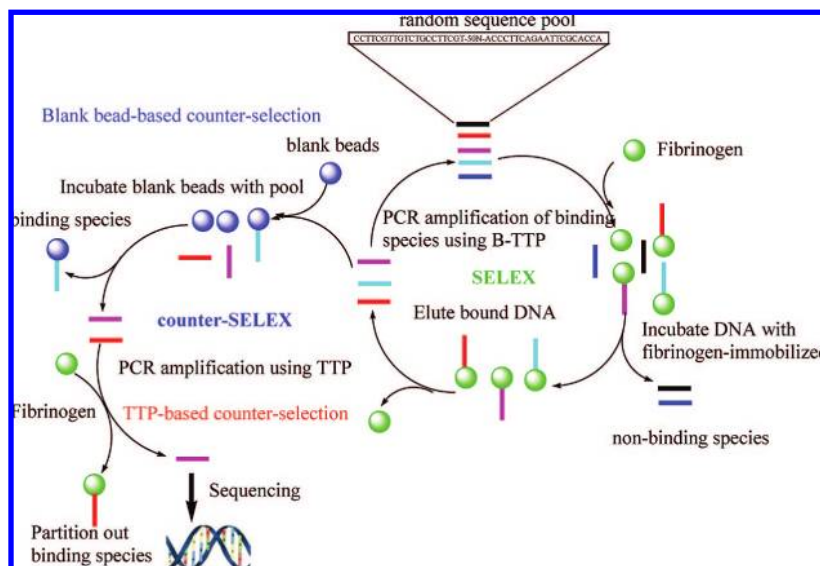 random sequence pool
CCTTCGTTGTCTGCCTTCGT-50N-ACCCTTCAGAATTCGCACCA
Blank bead-based counter-selection
blank beads
Fibrinogen
Incubate blank beads with pool
binding species
PCR amplification of binding
species using B-TTP
SELEX
counter-SELEX
Elute bound DNA
Incubate DNA with
fibrinogen-immobilized
PCR amplification using TTP
Fibrinogen
TTP-based counter-selection
non-binding species
Sequencing
Partition out
binding species